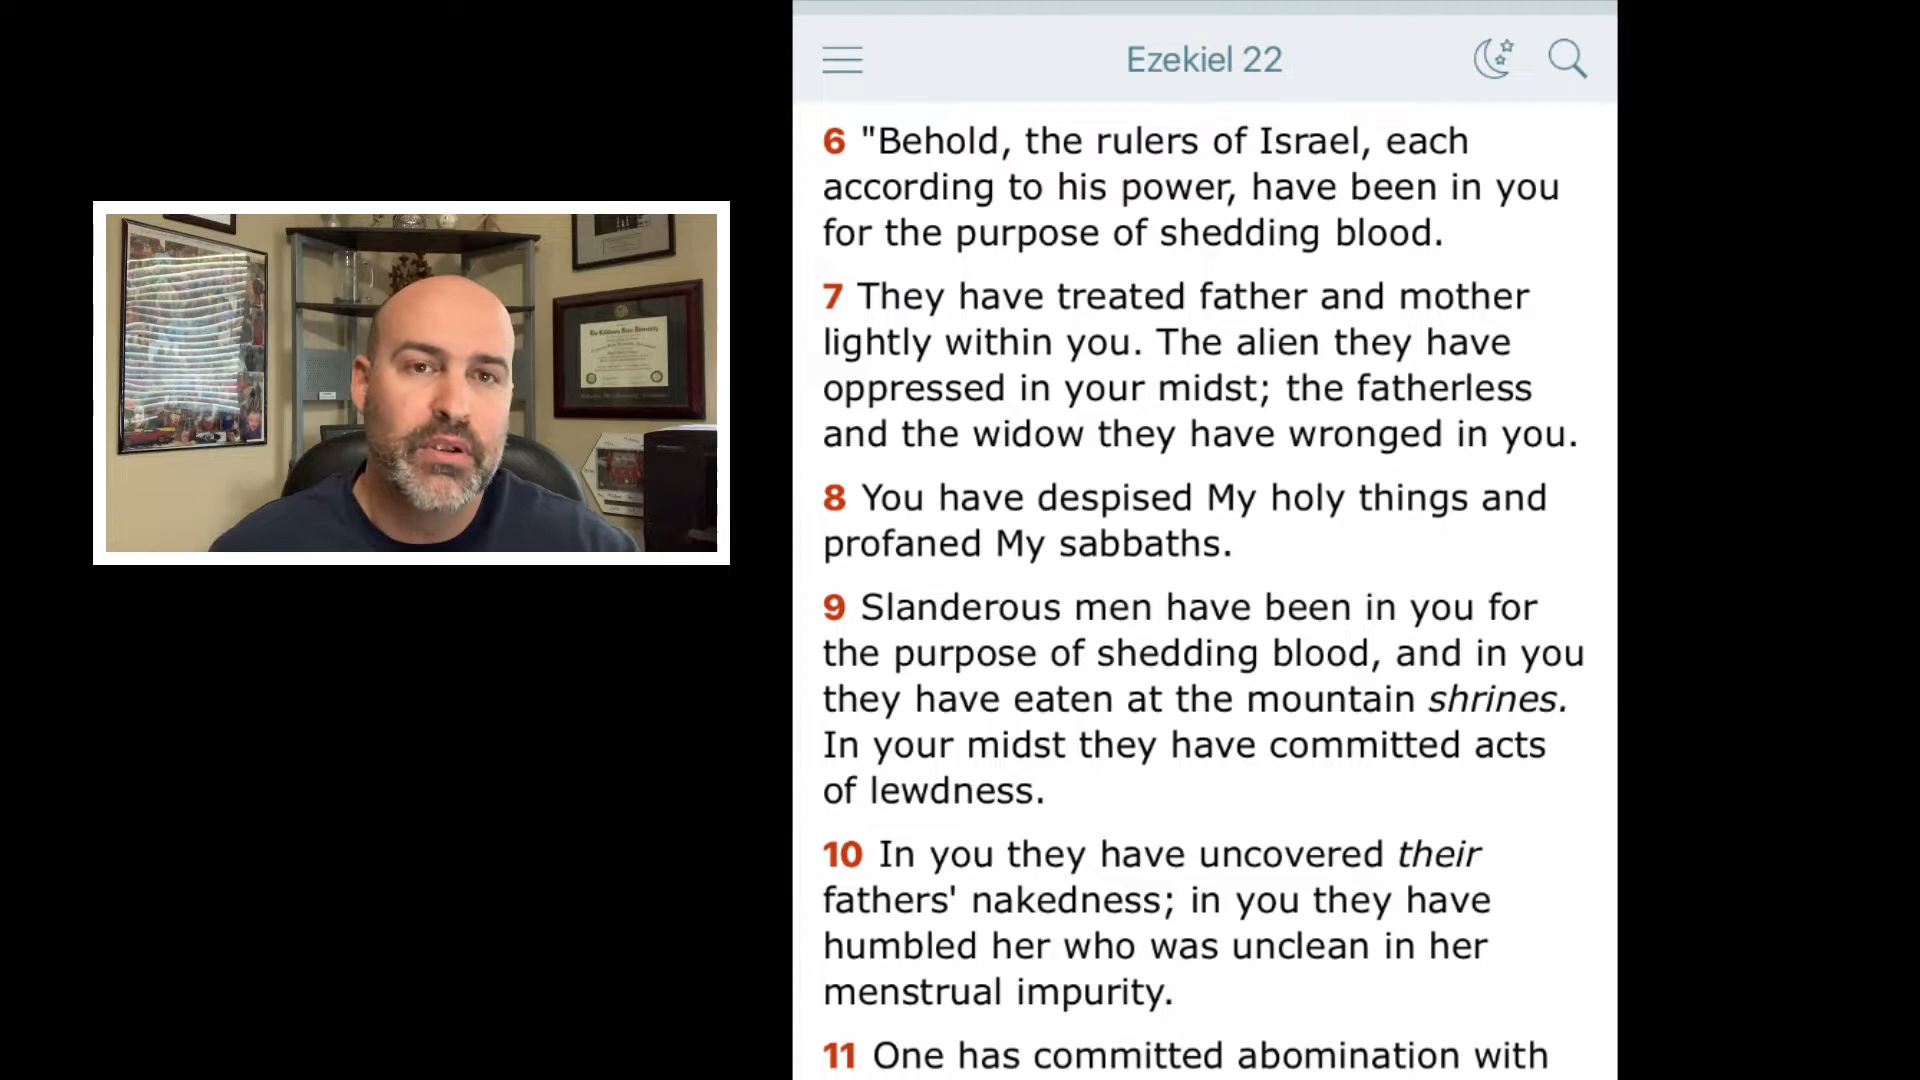 Ezekiel 22
6 "Behold, the rulers of Israel, each
according to his power, have been in you
for the purpose of shedding blood.
7 They have treated father and mother
lightly within you. The alien they have
oppressed in your midst; the fatherless
and the widow they have wronged in you.
8 You have despised My holy things and
profaned My sabbaths.
9 Slanderous men have been in you for
the purpose of shedding blood, and in you
they have eaten at the mountain shrines.
In your midst they have committed acts
of lewdness.
10 In you they have uncovered their
fathers' nakedness; in you they have
humbled her who was unclean in her
menstrual impurity.
11 One has committed abomination with
The California State University